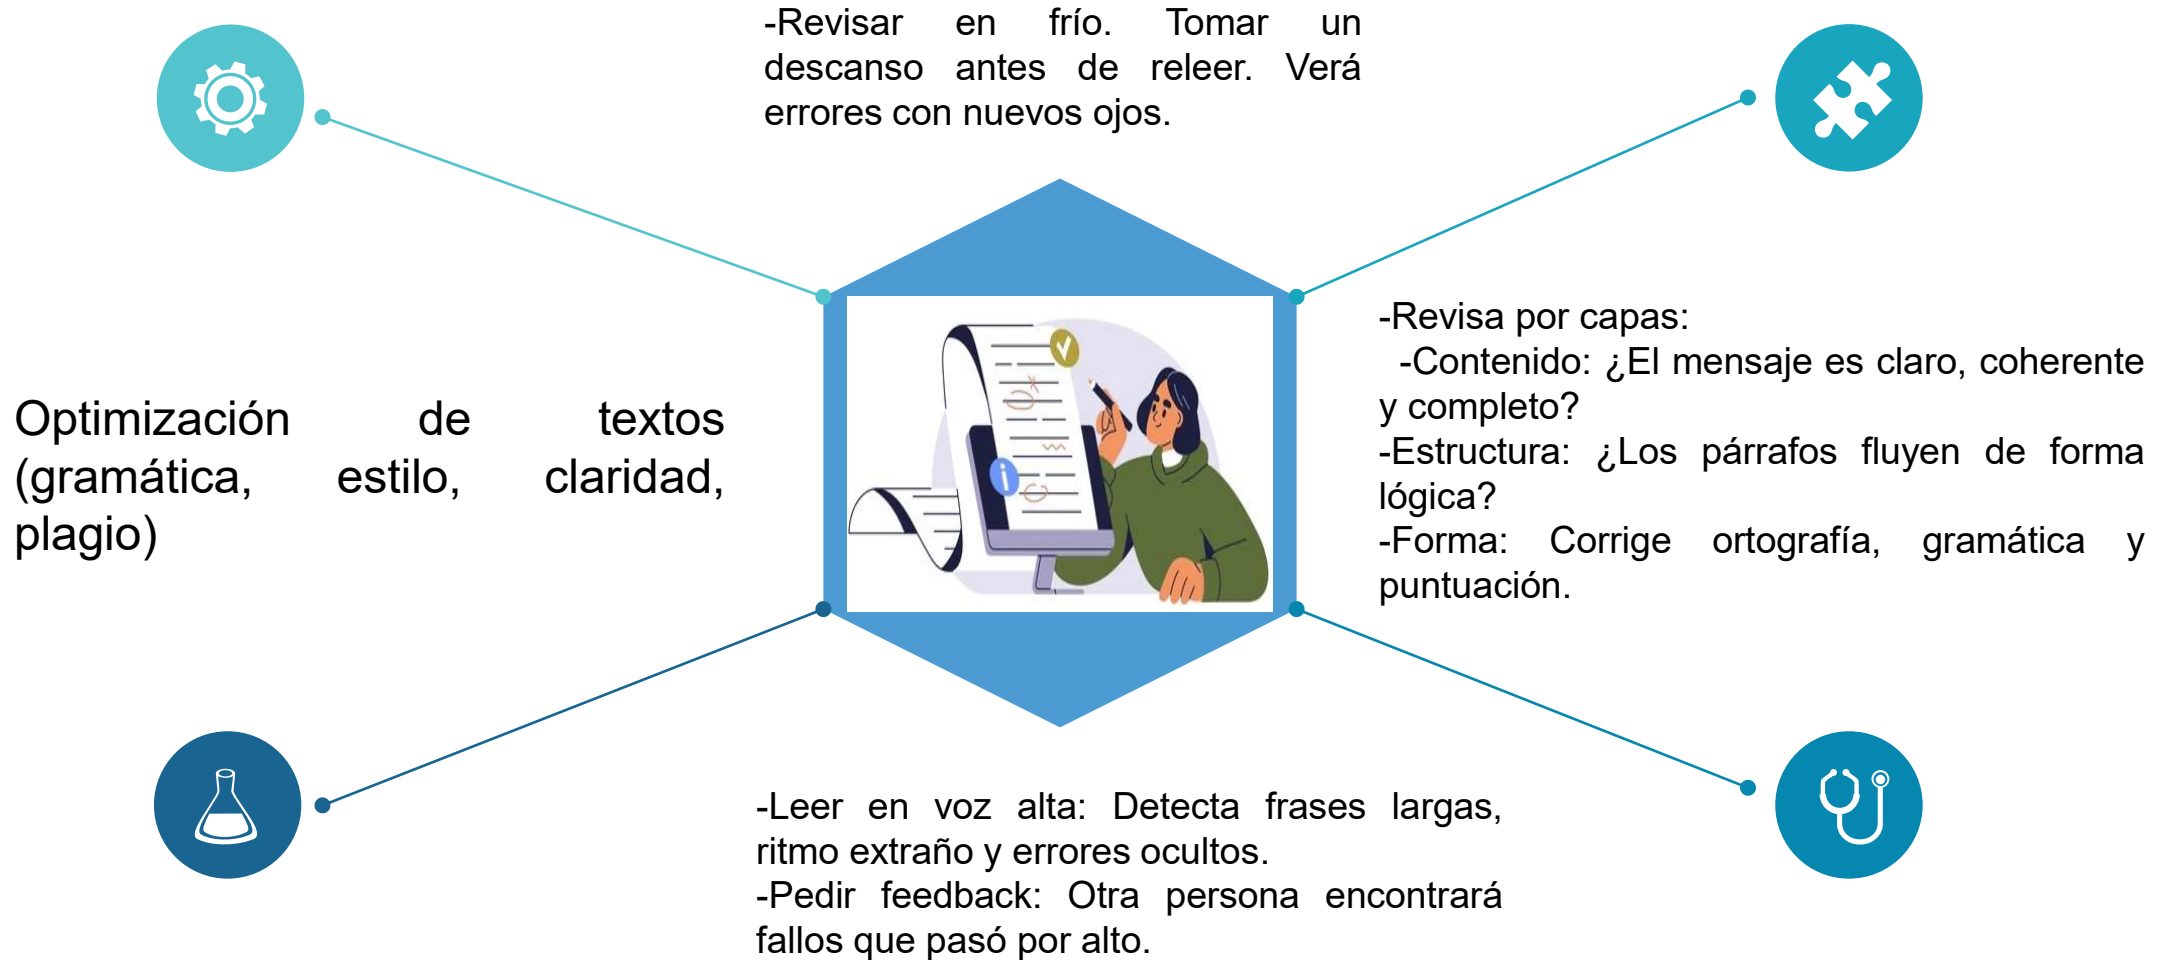 -Revisar en frío. Tomar un
descanso antes de releer. Verá
errores con nuevos ojos.
Optimización de textos
(gramática, estilo, claridad,
plagio)
-Revisa por capas:
-Contenido: ¿El mensaje es claro, coherente
y completo?
-Estructura: ¿Los párrafos fluyen de forma
lógica?
-Forma: Corrige ortografía, gramática y
puntuación.
-Leer en voz alta: Detecta frases largas,
ritmo extraño y errores ocultos.
-Pedir feedback: Otra persona encontrará
fallos que pasó por alto.